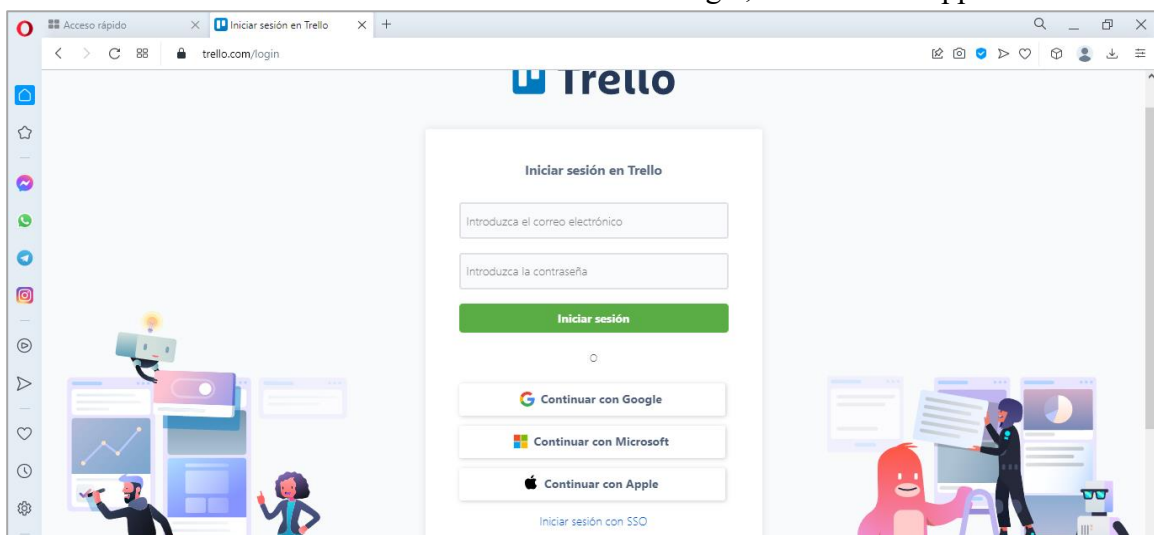 Acceso rápido
Iniciar sesión en Trello
trello.com/login
Trello
Iniciar sesión en Trello
Introduzca el correo electrónico
Introduzca la contraseña
Iniciar sesión
O
Continuar con Google
Continuar con Microsoft
Continuar con Apple
Iniciar sesión con SSO